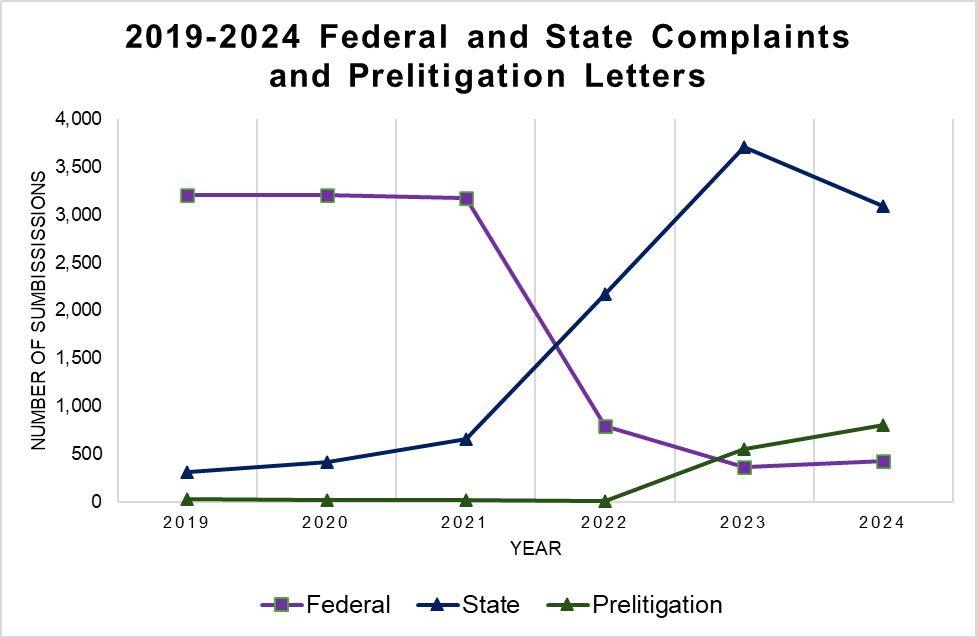 2019-2024 Federal and State Complaints
and Prelitigation Letters
NUMBER OF SUMBISSISSIONS
4,000
3,500
3,000
2,500
2,000
1,500
1,000
500
0
2019 2020 2021 2022 2023 2024
YEAR
Federal State Prelitigation